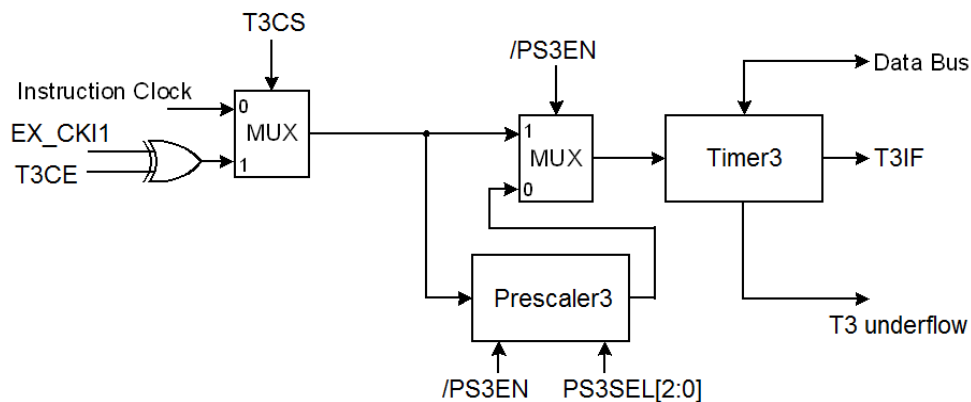 T3CS
/PS3EN
Instruction Clock
0
MUX
EX_CKI1
T3CE
1
1
MUX
0
Timer3
Data Bus
T3IF
Prescaler3
T3 underflow
/PS3EN
PS3SEL[2:0]